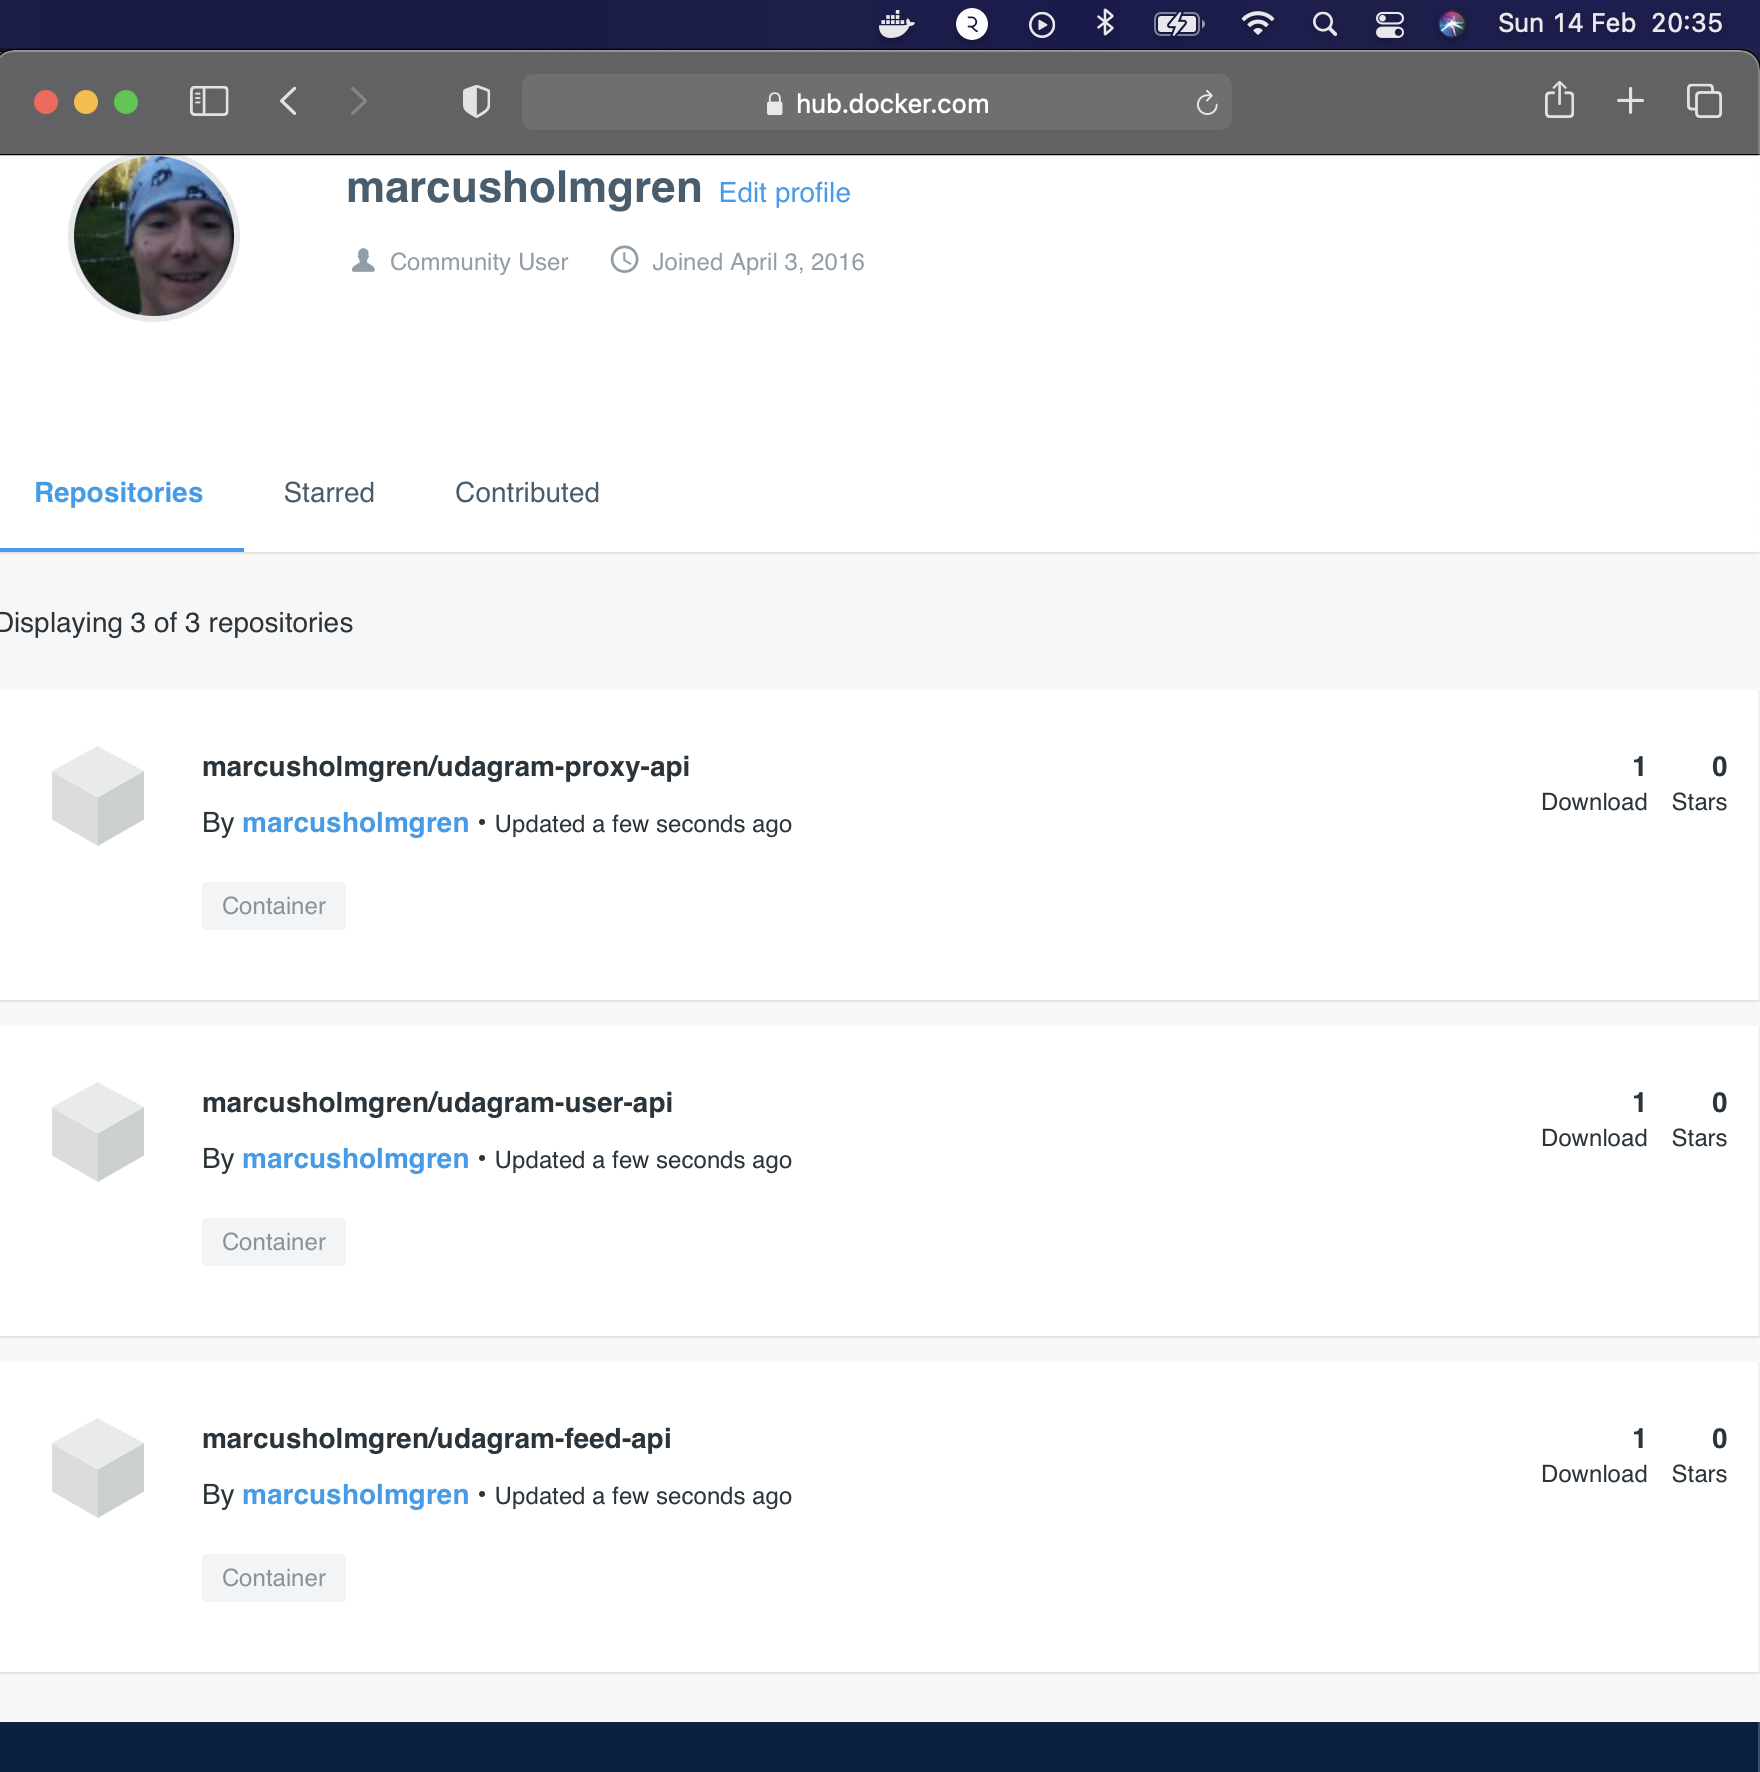 Sun 14 Feb 20:35
hub.docker.com
marcusholmgren Edit profile
Community User Joined April 3, 2016
Repositories Starred Contributed
Displaying 3 of 3 repositories
marcusholmgren/udagram-proxy-api 1 0
Download Stars
By marcusholmgren • Updated a few seconds ago
Container
marcusholmgren/udagram-user-api 1 0
Download Stars
By marcusholmgren • Updated a few seconds ago
Container
marcusholmgren/udagram-feed-api 1 0
Download Stars
By marcusholmgren • Updated a few seconds ago
Container